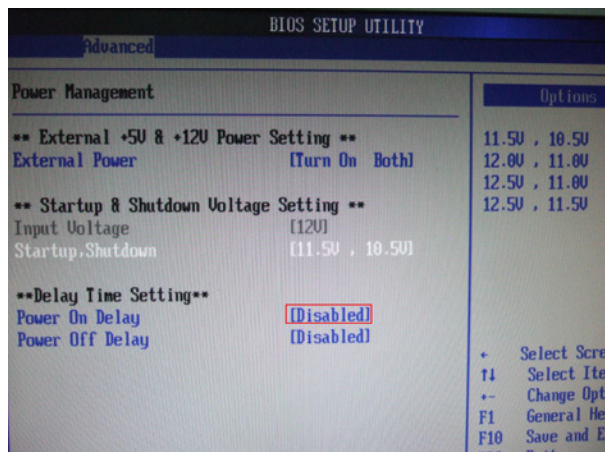 BIOS SETUP UTILITY
Advanced
Power Management
** External +5V & +12V Power Setting **
External Power [Turn On Both]
** Startup & Shutdown Voltage Setting **
Input Voltage [12V]
Startup,Shutdown [11.5V , 10.5V]
**Delay Time Setting**
Power On Delay [Disabled]
Power Off Delay [Disabled]
Options
11.5V , 10.5V
12.0V , 11.0V
12.5V , 11.0V
12.5V , 11.5V
← Select Scre
↑↓ Select Ite
+- Change Opt
F1 General He
F10 Save and E